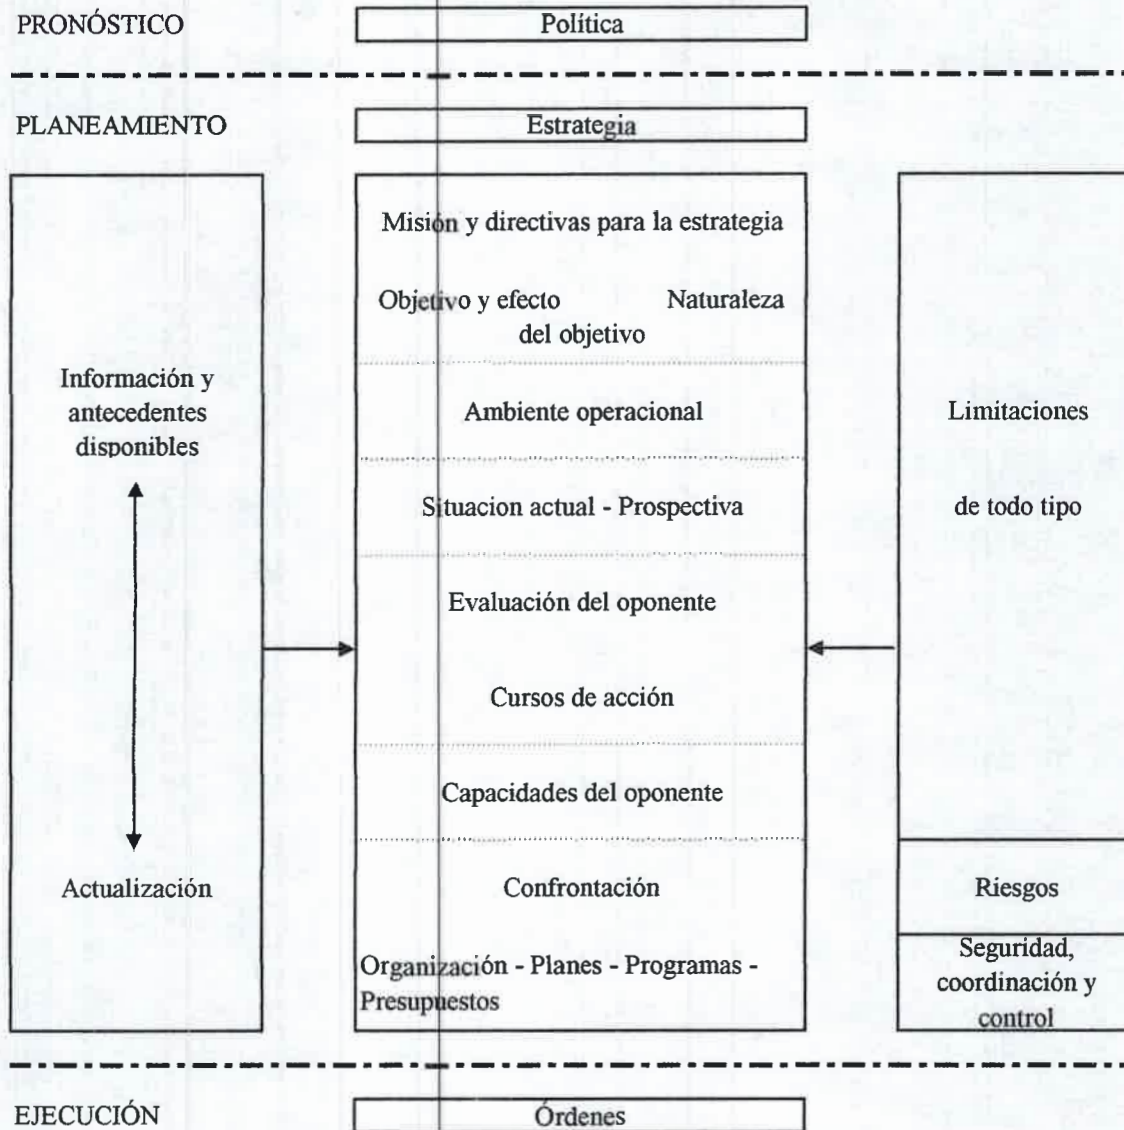 PRONÓSTICO
Política
PLANEAMIENTO
Estrategia
Información y
antecedentes
disponibles
Actualización
Misión y directivas para la estrategia
Objetivo y efecto Naturaleza
del objetivo
Ambiente operacional
Situacion actual - Prospectiva
Evaluación del oponente
Cursos de acción
Capacidades del oponente
Confrontación
Organización - Planes - Programas -
Presupuestos
Limitaciones
de todo tipo
Riesgos
Seguridad,
coordinación y
control
EJECUCIÓN
Órdenes